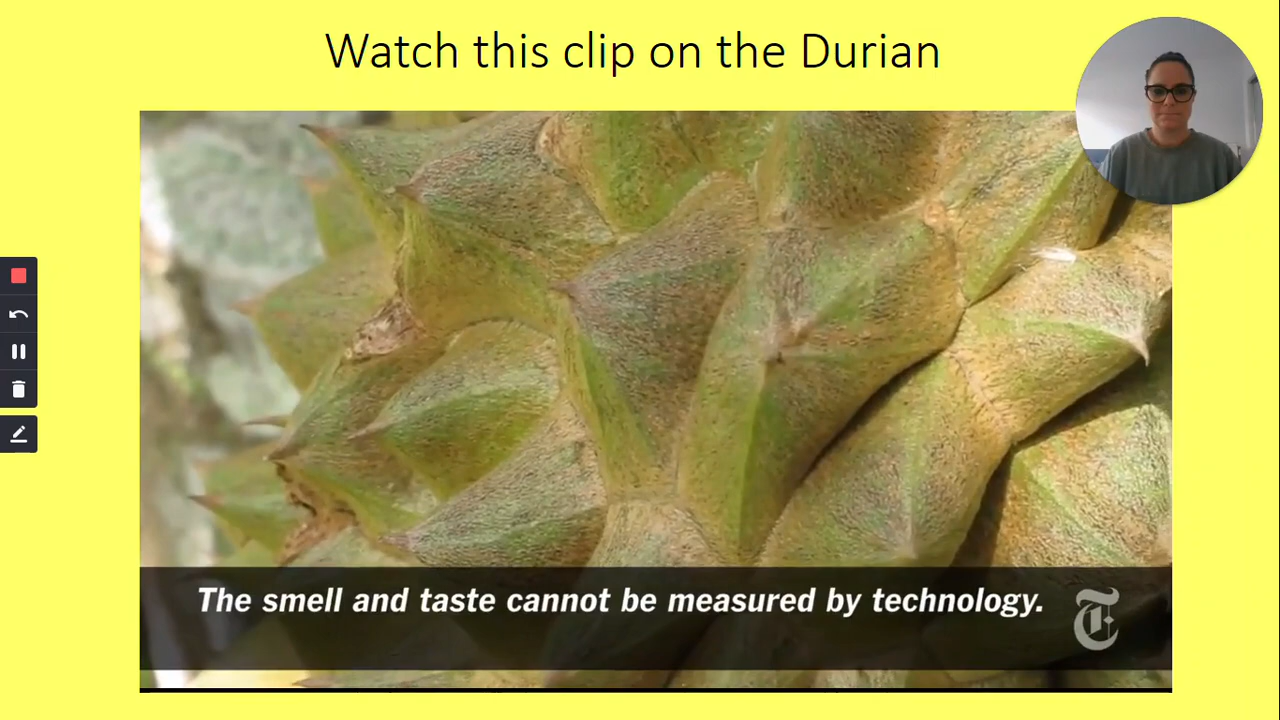 Watch this clip on the Durian
The smell and taste cannot be measured by technology.
T